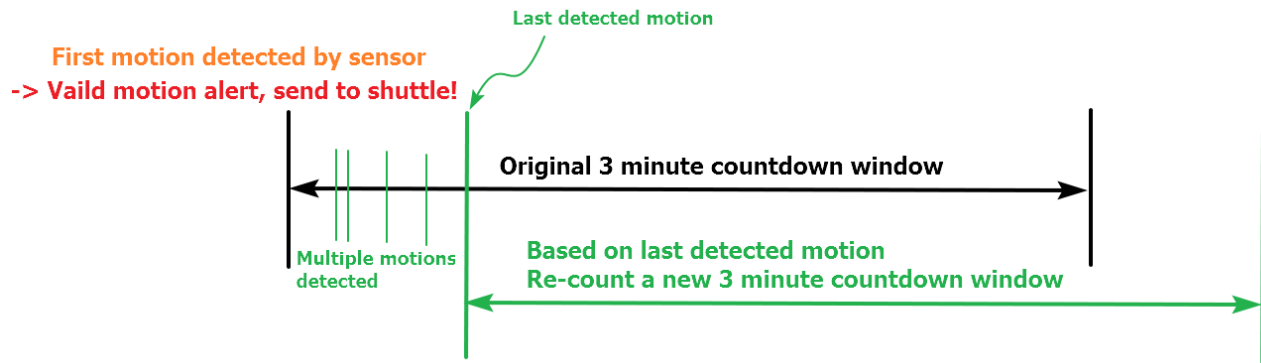 Last detected motion
First motion detected by sensor
-> Vaild motion alert, send to shuttle!
Original 3 minute countdown window
Multiple motions
detected
Based on last detected motion
Re-count a new 3 minute countdown window